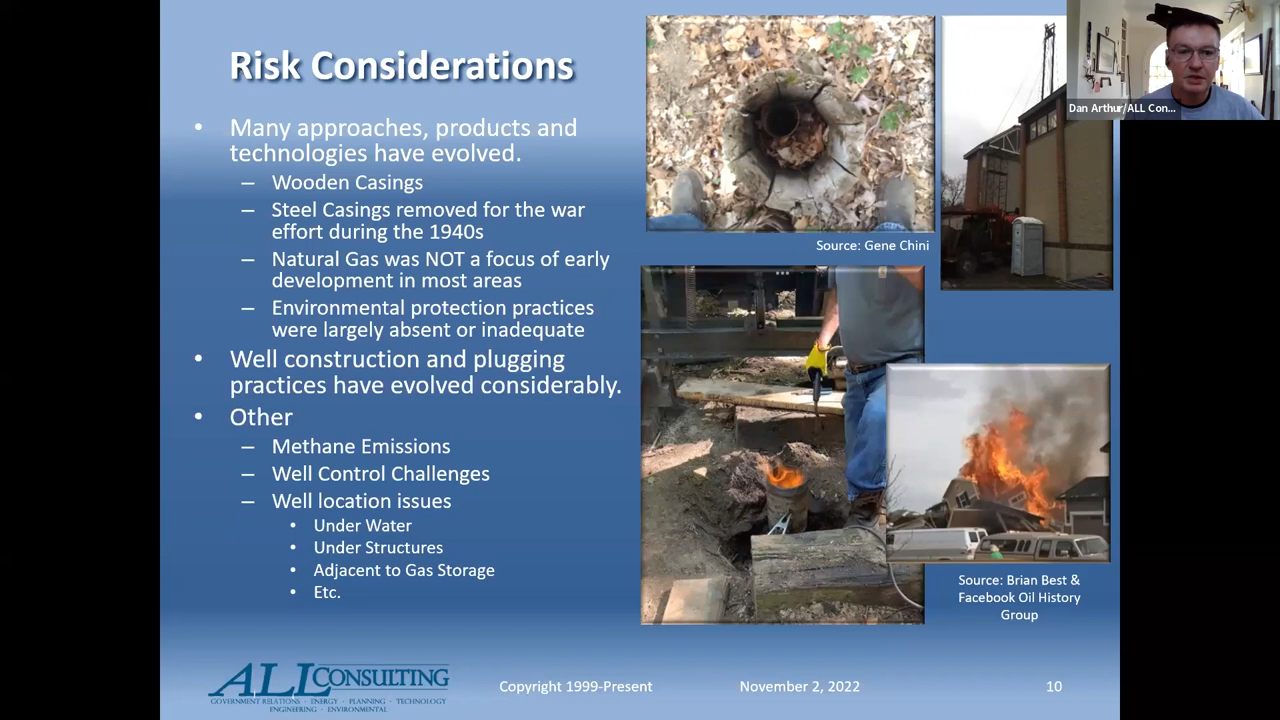 Risk Considerations
• Many approaches, products and
technologies have evolved.
– Wooden Casings
– Steel Casings removed for the war
effort during the 1940s
– Natural Gas was NOT a focus of early
development in most areas
– Environmental protection practices
were largely absent or inadequate
• Well construction and plugging
practices have evolved considerably.
• Other
– Methane Emissions
– Well Control Challenges
– Well location issues
• Under Water
• Under Structures
• Adjacent to Gas Storage
• Etc.
Source: Gene Chini
Dan Arthur/ALL Con...
Source: Brian Best &
Facebook Oil History
Group
ALL CONSULTING
GOVERNMENT RELATIONS · ENERGY · PLANNING · TECHNOLOGY
ENGINEERING · ENVIRONMENTAL
Copyright 1999-Present
November 2, 2022
10